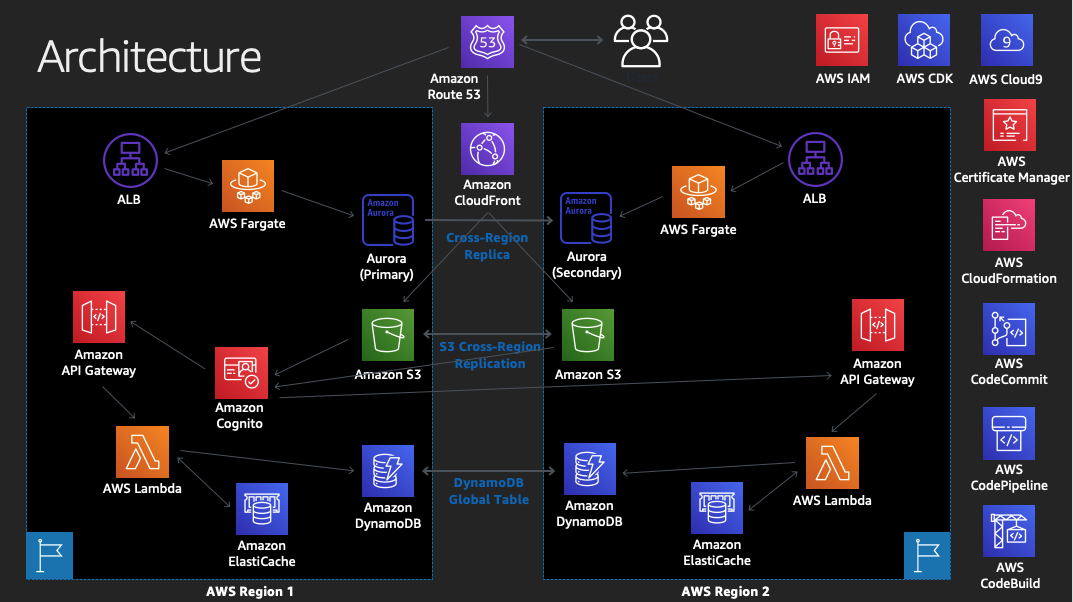 Architecture
53
Amazon
Route 53
AWS IAM
AWS CDK
9
AWS Cloud9
ALB
AWS Fargate
Amazon
Aurora
Aurora
(Primary)
Amazon
CloudFront
Cross-Region
Replica
Amazon
Aurora
Aurora
(Secondary)
AWS Fargate
ALB
AWS
Certificate Manager
AWS
CloudFormation
Amazon
API Gateway
Amazon
Cognito
Amazon S3
S3 Cross-Region
Replication
Amazon S3
Amazon
API Gateway
AWS
CodeCommit
AWS Lambda
Amazon
ElastiCache
Amazon
DynamoDB
DynamoDB
Global Table
Amazon
DynamoDB
Amazon
ElastiCache
AWS Lambda
AWS
CodePipeline
AWS
CodeBuild
AWS Region 1
AWS Region 2